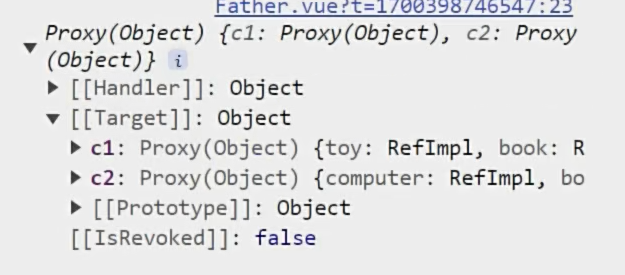 Father.vue?t=1700398746547:23
Proxy(Object) {c1: Proxy(Object), c2: Proxy
(Object)} i
[[Handler]]: Object
[[Target]]: Object
c1: Proxy(Object) {toy: RefImpl, book: R
c2: Proxy(Object) {computer: RefImpl, bo
[[Prototype]]: Object
[[IsRevoked]]: false